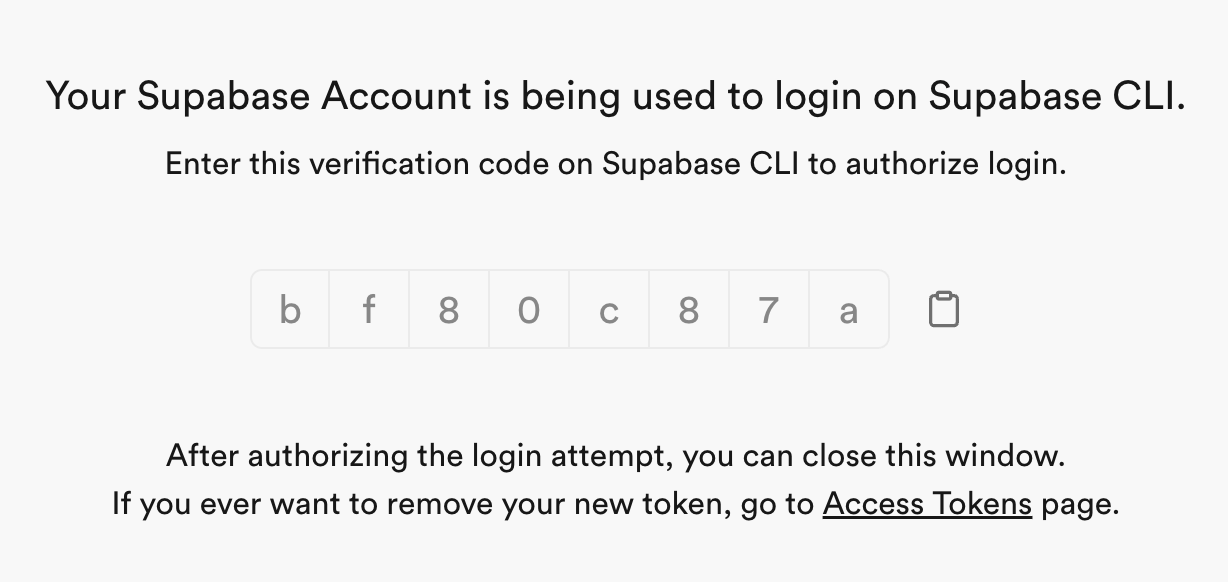 Your Supabase Account is being used to login on Supabase CLI.
Enter this verification code on Supabase CLI to authorize login.
b f 8 0 c 8 7 a
After authorizing the login attempt, you can close this window.
If you ever want to remove your new token, go to Access Tokens page.